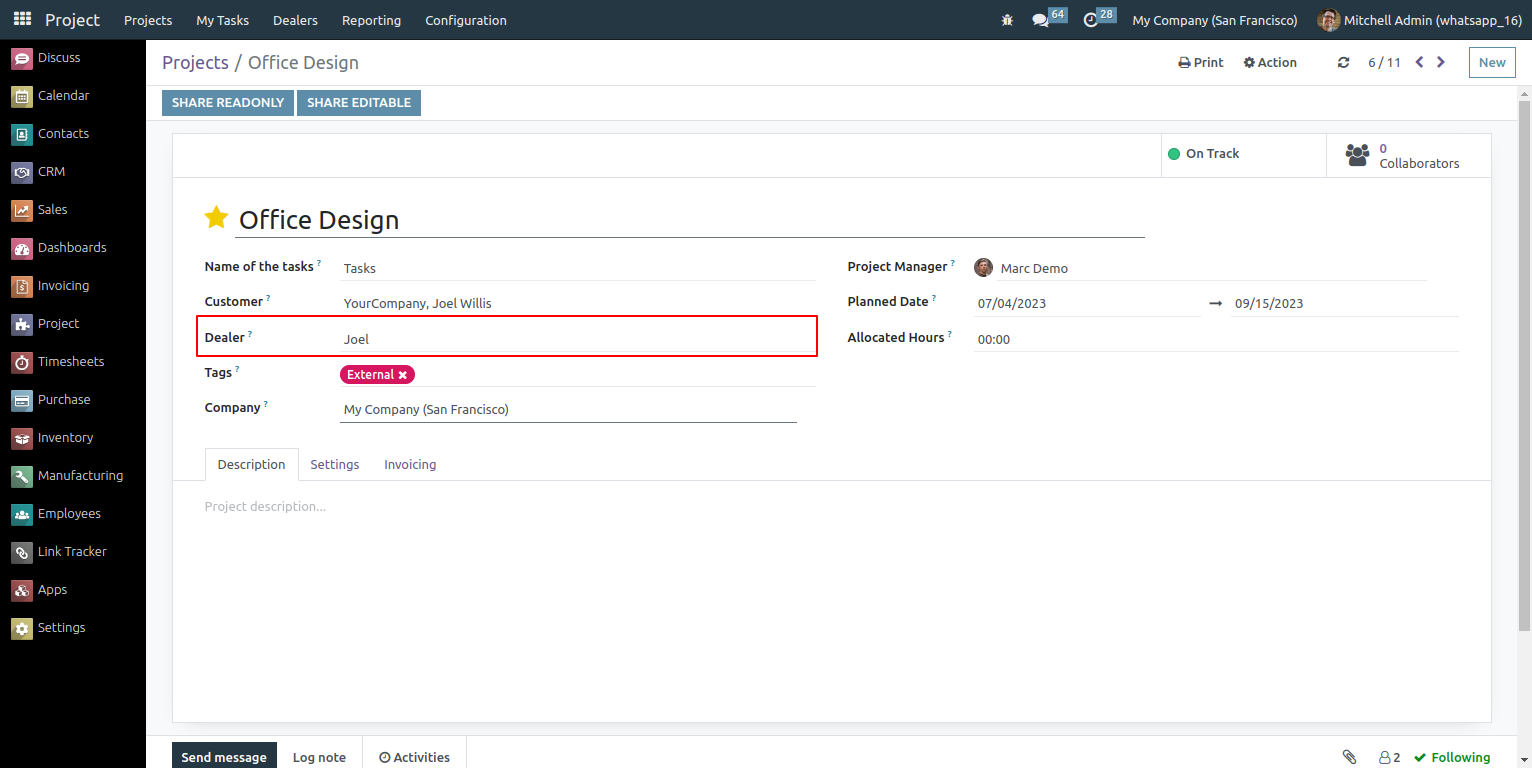 Project Projects My Tasks Dealers Reporting Configuration 64 28 My Company (San Francisco) Mitchell Admin (whatsapp_16)
Discuss
Calendar
Contacts
CRM
Sales
Dashboards
Invoicing
Project
Timesheets
Purchase
Inventory
Manufacturing
Employees
Link Tracker
Apps
Settings
Projects / Office Design Print Action 6 / 11 New
SHARE READONLY SHARE EDITABLE
On Track 0 Collaborators
Office Design
Name of the tasks ? Tasks
Customer ? YourCompany, Joel Willis
Dealer ? Joel
Tags ? External ×
Company ? My Company (San Francisco)
Project Manager ? Marc Demo
Planned Date ? 07/04/2023 → 09/15/2023
Allocated Hours ? 00:00
Description Settings Invoicing
Project description...
Send message Log note Activities 2 Following